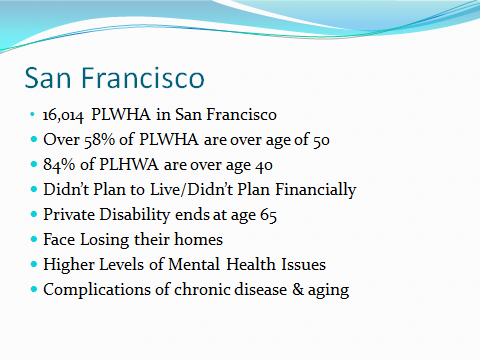 San Francisco
• 16,014 PLWHA in San Francisco
• Over 58% of PLWHA are over age of 50
• 84% of PLHWA are over age 40
• Didn't Plan to Live/Didn't Plan Financially
• Private Disability ends at age 65
• Face Losing their homes
• Higher Levels of Mental Health Issues
• Complications of chronic disease & aging